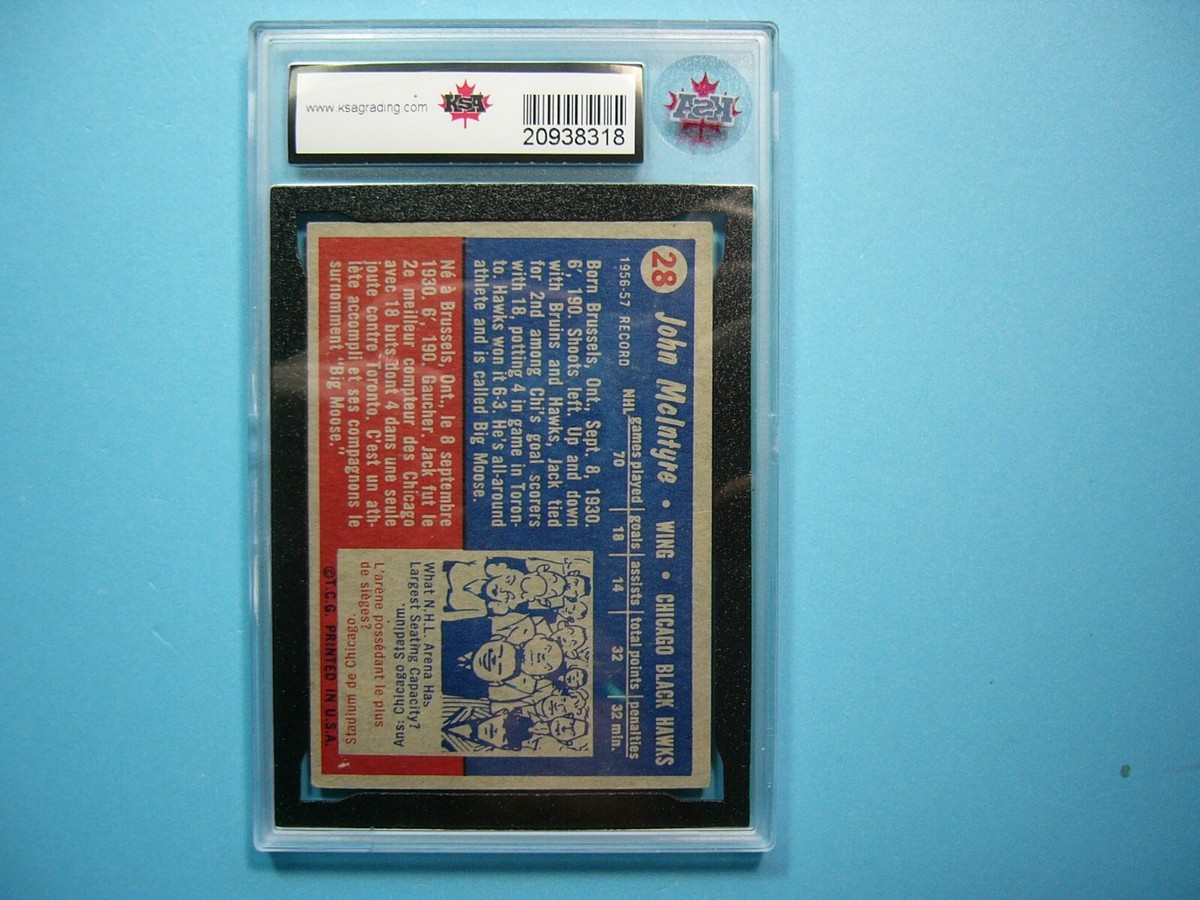 www.ksagrading.com
KSA
20938318
KSA
28
John McIntyre • WING • CHICAGO BLACK HAWKS
1956-57 RECORD
games played | goals | assists | total points | penalties
NHL 70 18 14 32 32 min.
Born Brussels, Ont., Sept. 8, 1930.
6', 190. Shoots left. Up and down
with Bruins and Hawks, Jack tied
for 2nd among Chi's goal scorers
with 18, potting 4 in game in Toron-
to. Hawks won it 6-3. He's all-around
athlete and is called Big Moose.
Né à Brussels, Ont., le 8 septembre
1930. 6', 190. Gaucher. Jack fut le
2e meilleur compteur des Chicago
avec 18 buts dont 4 dans une seule
joute contre Toronto. C'est un ath-
lète accompli et ses compagnons le
surnomment "Big Moose."
What N.H.L. Arena Has
Largest Seating Capacity?
Ans: Chicago Stadium.
L'arène possédant le plus
de sièges?
Stadium de Chicago.
©T.C.G. PRINTED IN U.S.A.